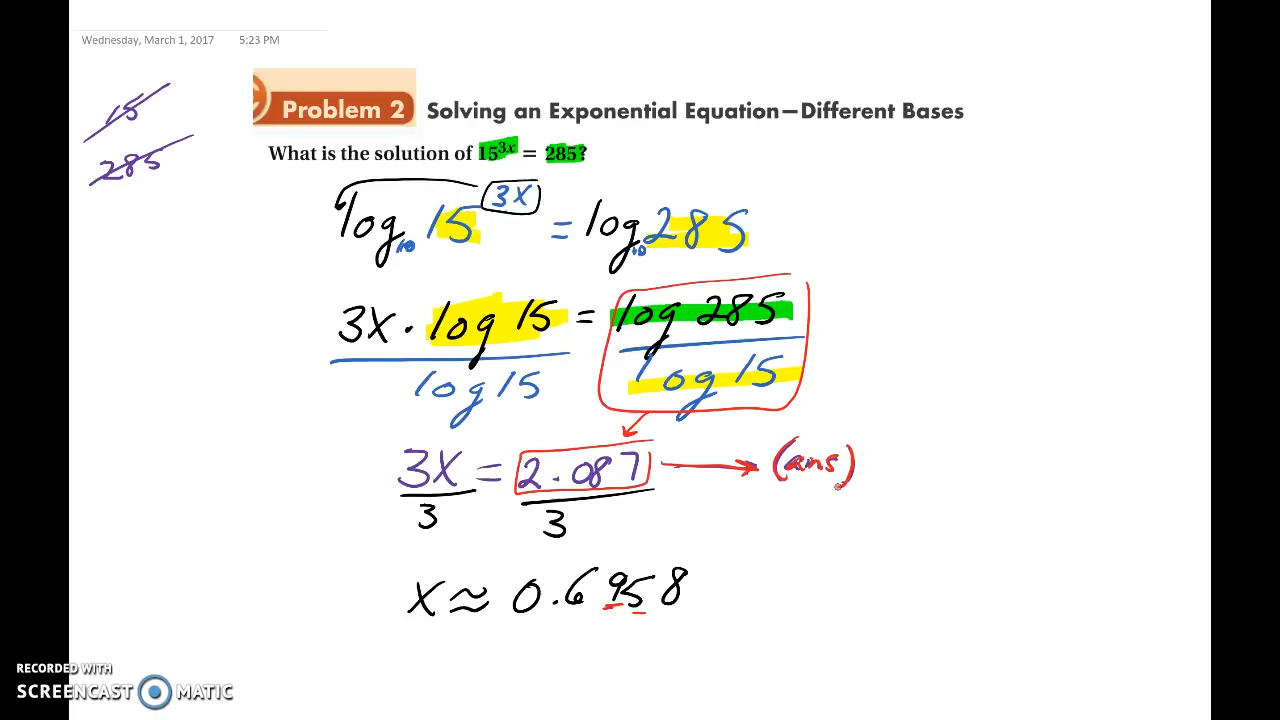 Wednesday, March 1, 2017 5:23 PM
15
285
Problem 2 Solving an Exponential Equation—Different Bases
What is the solution of 15³ˣ = 285?
log₁₀ 15 ³ˣ = log₁₀ 285
3x · log 15 = log 285
log 15 log 15
3x = 2.087 → (ans)
3 3
x ≈ 0.6958
RECORDED WITH
SCREENCAST MATIC